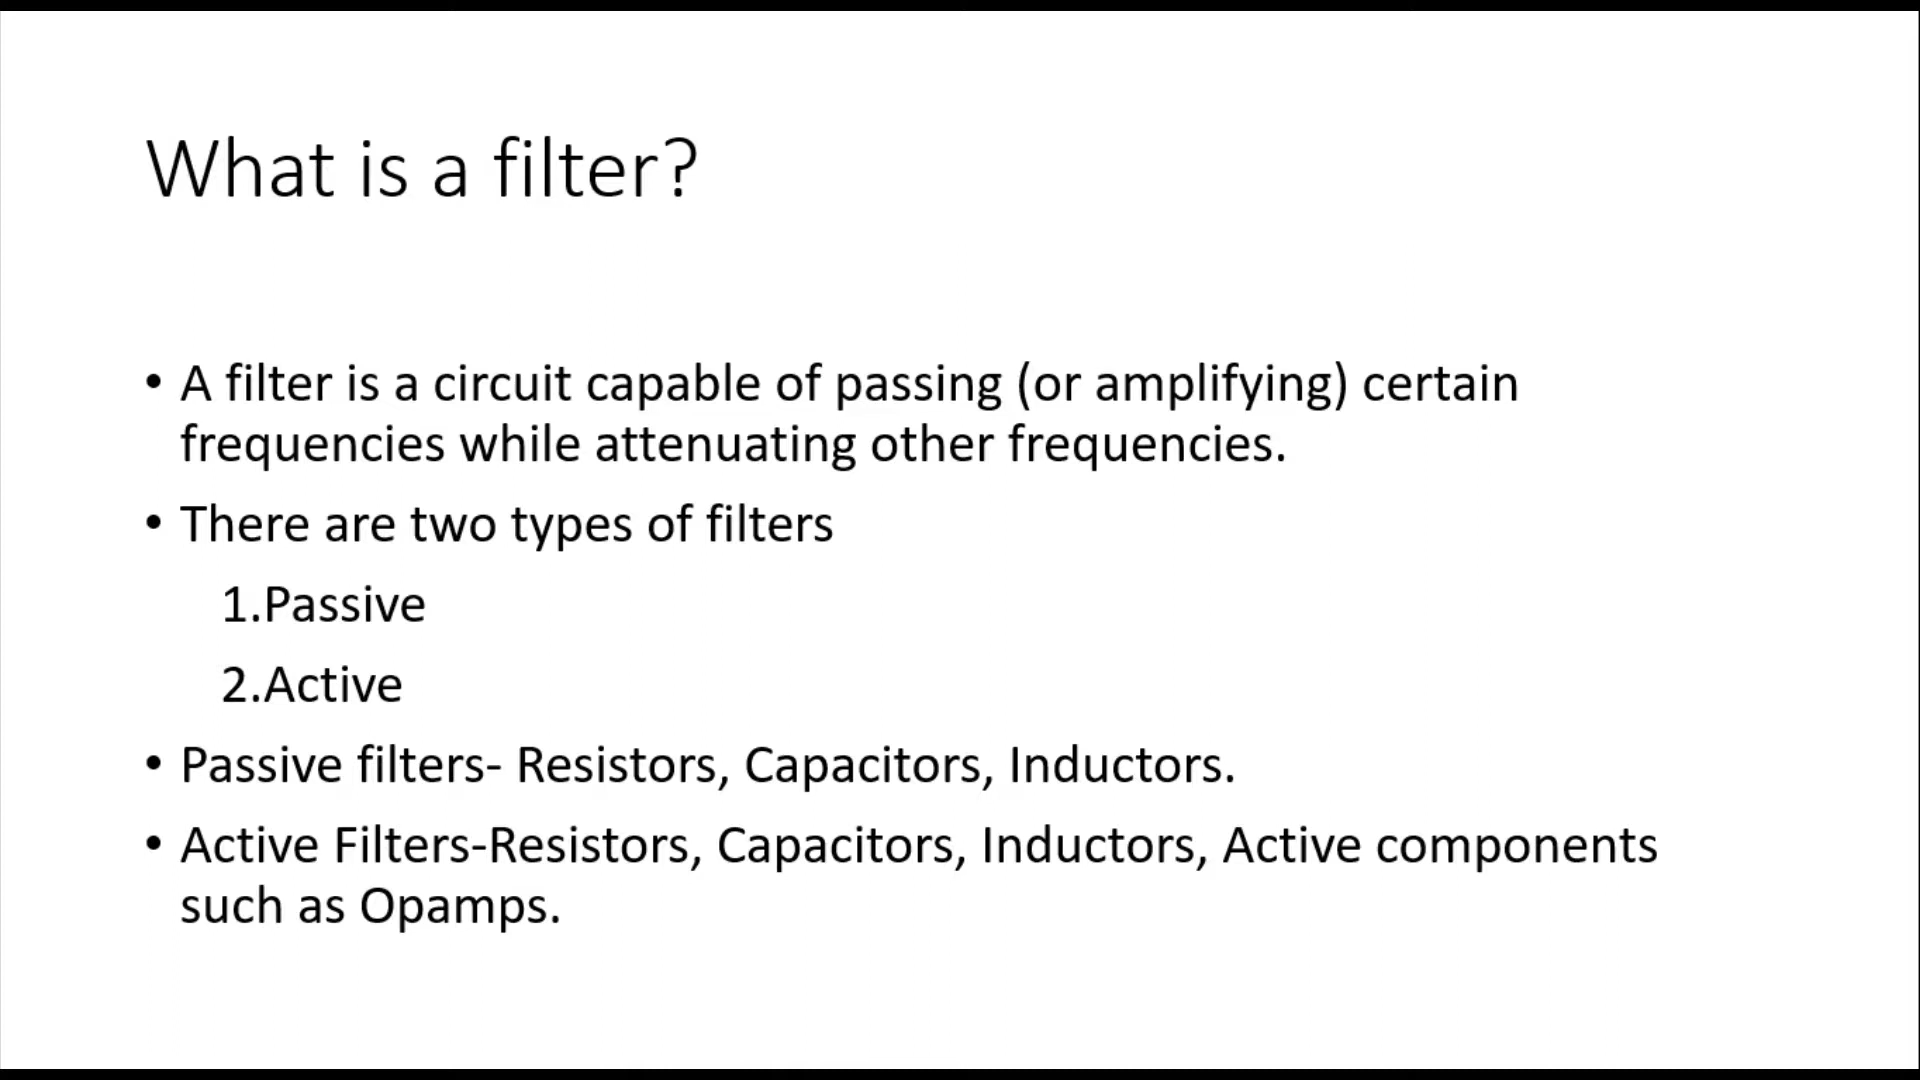 What is a filter?
• A filter is a circuit capable of passing (or amplifying) certain
frequencies while attenuating other frequencies.
• There are two types of filters
1.Passive
2.Active
• Passive filters- Resistors, Capacitors, Inductors.
• Active Filters-Resistors, Capacitors, Inductors, Active components
such as Opamps.